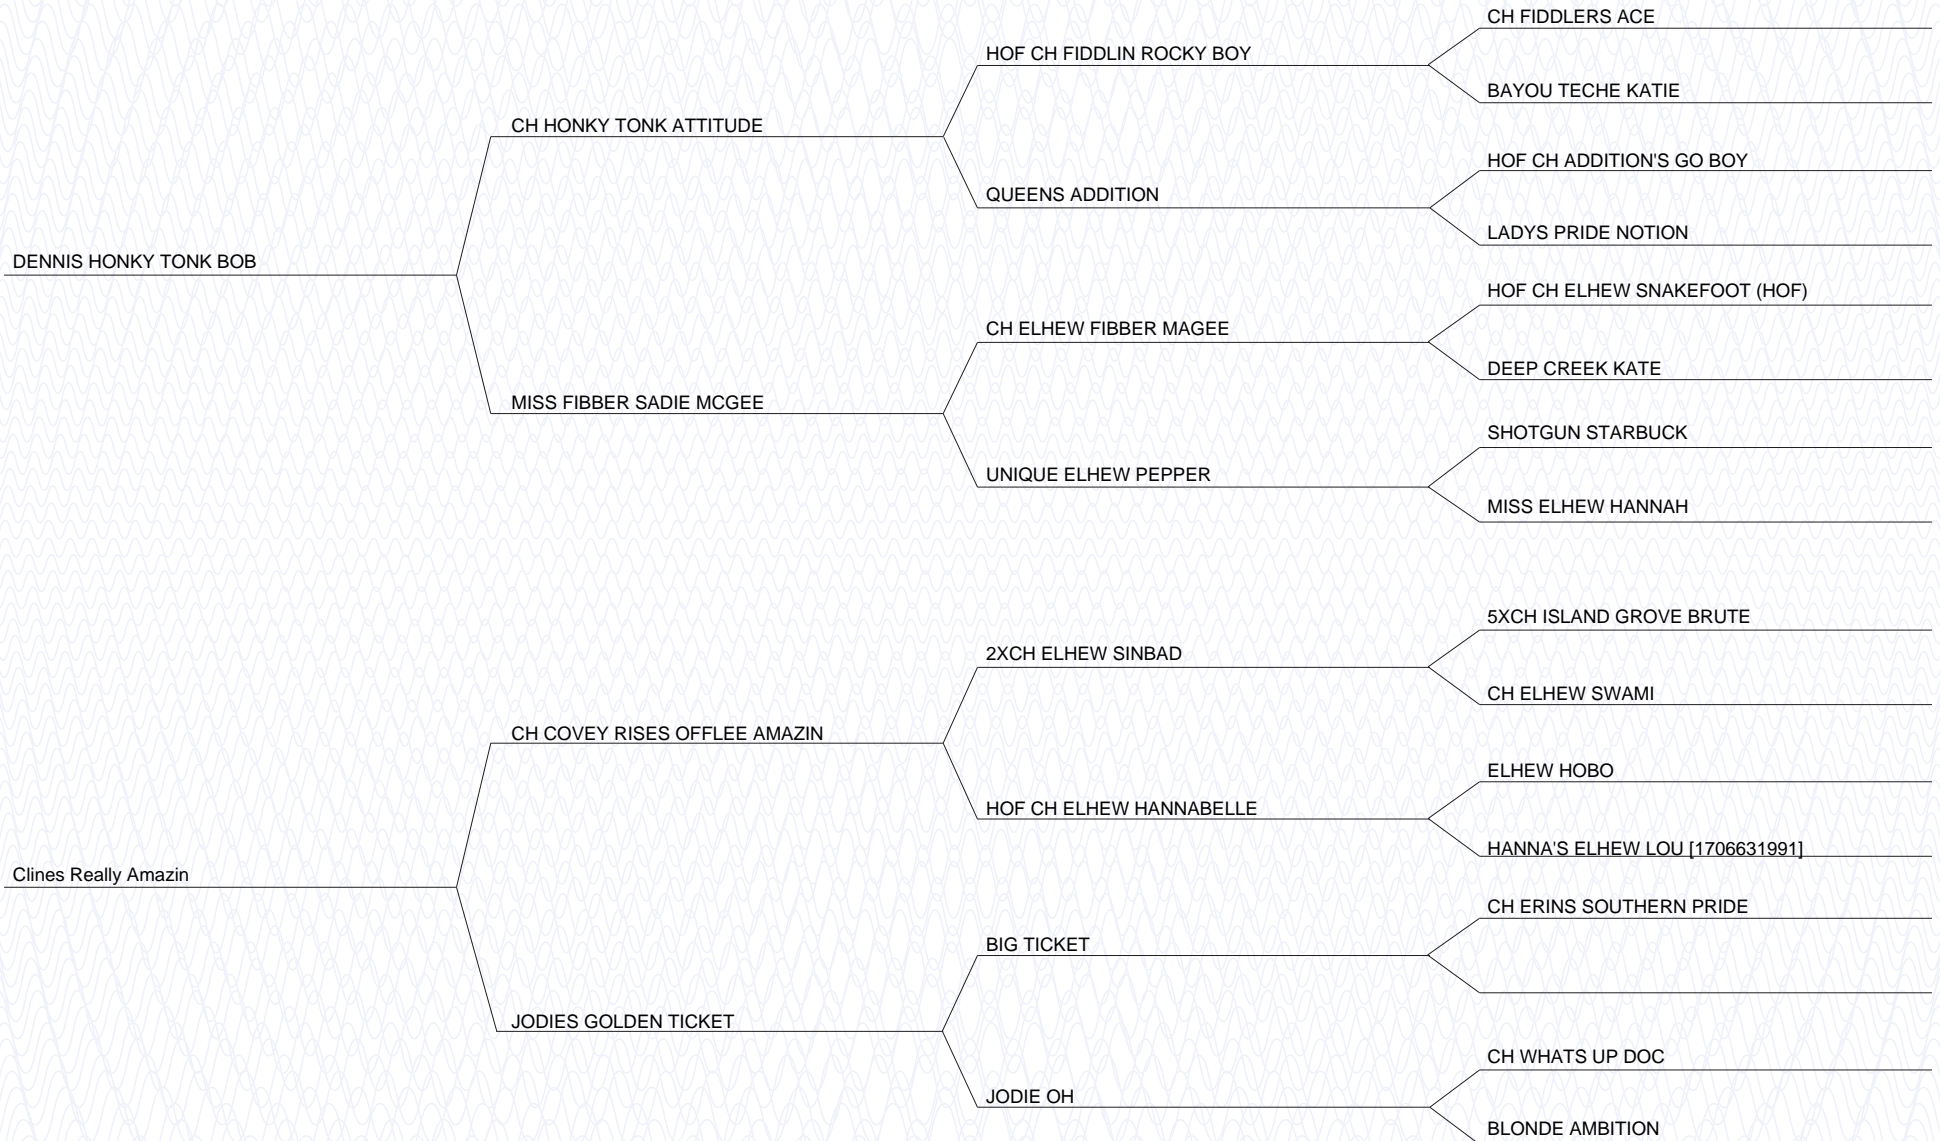 CH FIDDLERS ACE
HOF CH FIDDLIN ROCKY BOY
BAYOU TECHE KATIE
CH HONKY TONK ATTITUDE
HOF CH ADDITION'S GO BOY
QUEENS ADDITION
LADYS PRIDE NOTION
DENNIS HONKY TONK BOB
HOF CH ELHEW SNAKEFOOT (HOF)
CH ELHEW FIBBER MAGEE
DEEP CREEK KATE
MISS FIBBER SADIE MCGEE
SHOTGUN STARBUCK
UNIQUE ELHEW PEPPER
MISS ELHEW HANNAH
5XCH ISLAND GROVE BRUTE
2XCH ELHEW SINBAD
CH ELHEW SWAMI
CH COVEY RISES OFFLEE AMAZIN
ELHEW HOBO
HOF CH ELHEW HANNABELLE
HANNA'S ELHEW LOU [1706631991]
Clines Really Amazin
CH ERINS SOUTHERN PRIDE
BIG TICKET
JODIES GOLDEN TICKET
CH WHATS UP DOC
JODIE OH
BLONDE AMBITION